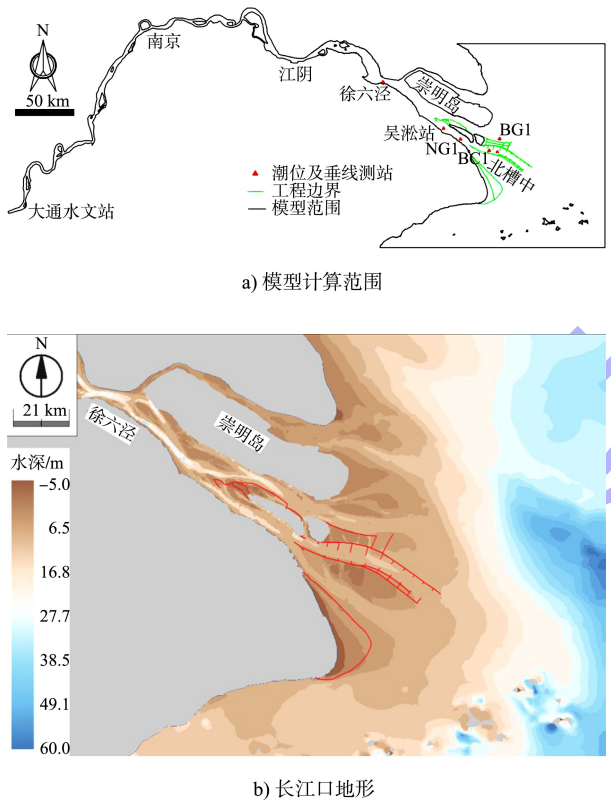 N
50 km
南京
江阴
徐六泾
崇明岛
吴淞站
BG1
NG1
BC1
北槽中
大通水文站
潮位及垂线测站
工程边界
模型范围
a) 模型计算范围
N
21 km
徐六泾
崇明岛
水深/m
-5.0
6.5
16.8
27.7
38.5
49.1
60.0
b) 长江口地形